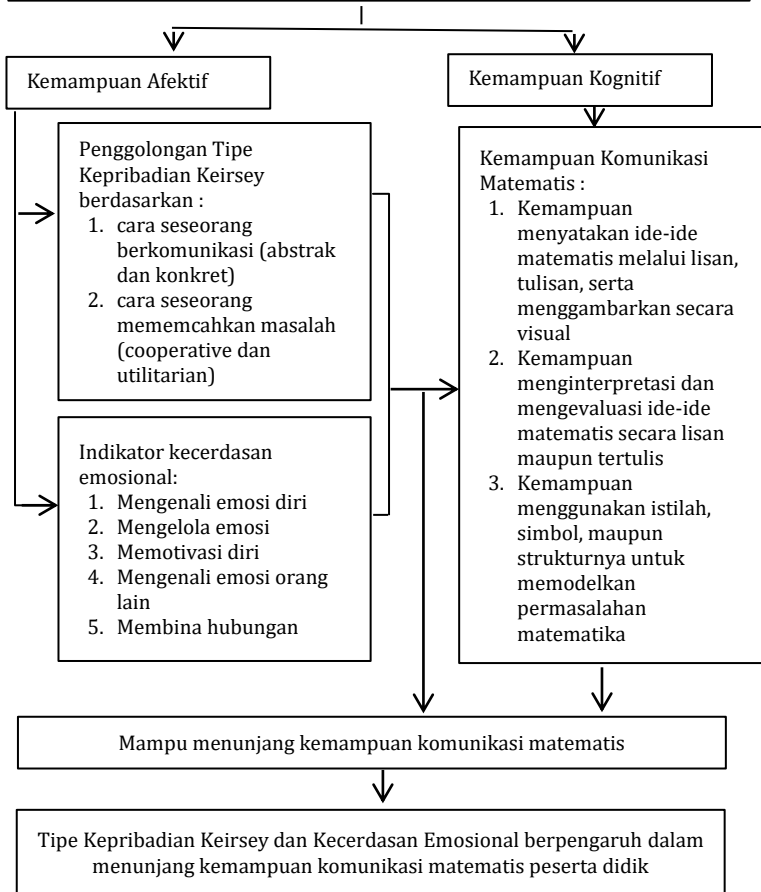 Kemampuan Afektif
Kemampuan Kognitif
Penggolongan Tipe
Kepribadian Keirsey
berdasarkan :
1. cara seseorang
berkomunikasi (abstrak
dan konkret)
2. cara seseorang
mememcahkan masalah
(cooperative dan
utilitarian)
Indikator kecerdasan
emosional:
1. Mengenali emosi diri
2. Mengelola emosi
3. Memotivasi diri
4. Mengenali emosi orang
lain
5. Membina hubungan
Kemampuan Komunikasi
Matematis :
1. Kemampuan
menyatakan ide-ide
matematis melalui lisan,
tulisan, serta
menggambarkan secara
visual
2. Kemampuan
menginterpretasi dan
mengevaluasi ide-ide
matematis secara lisan
maupun tertulis
3. Kemampuan
menggunakan istilah,
simbol, maupun
strukturnya untuk
memodelkan
permasalahan
matematika
Mampu menunjang kemampuan komunikasi matematis
Tipe Kepribadian Keirsey dan Kecerdasan Emosional berpengaruh dalam
menunjang kemampuan komunikasi matematis peserta didik